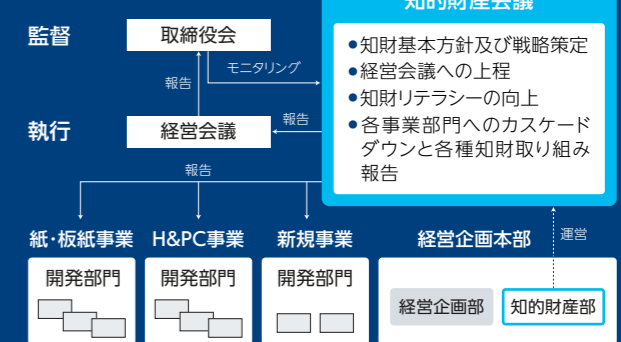 知的財産会議
監督
取締役会
モニタリング
報告
執行
経営会議
報告
報告
●知財基本方針及び戦略策定
●経営会議への上程
●知財リテラシーの向上
●各事業部門へのカスケード
ダウンと各種知財取り組み
報告
紙・板紙事業
H&PC事業
新規事業
経営企画本部
運営
開発部門
開発部門
開発部門
経営企画部
知的財産部